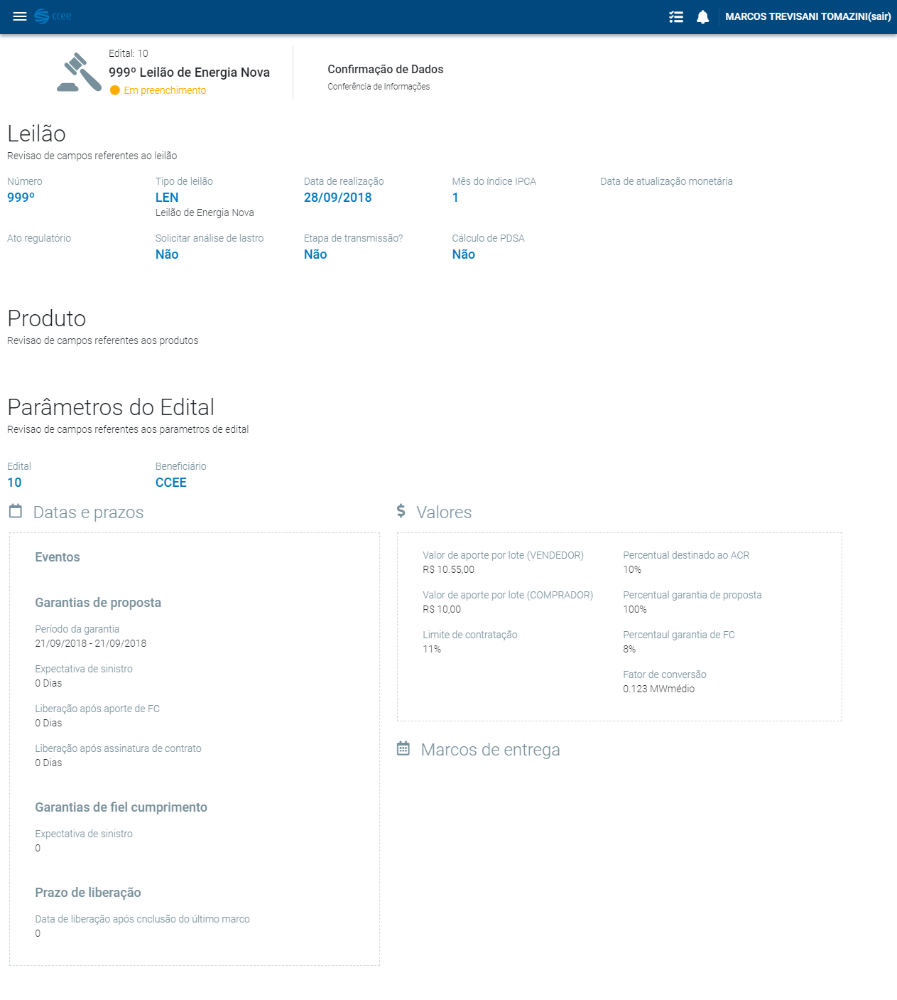 ccee
MARCOS TREVISANI TOMAZINI(sair)
Edital: 10
999º Leilão de Energia Nova
Em preenchimento
Confirmação de Dados
Conferência de Informações
Leilão
Revisao de campos referentes ao leilão
Número
999º
Tipo de leilão
LEN
Leilão de Energia Nova
Data de realização
28/09/2018
Mês do índice IPCA
1
Data de atualização monetária
Ato regulatório
Solicitar análise de lastro
Não
Etapa de transmissão?
Não
Cálculo de PDSA
Não
Produto
Revisao de campos referentes aos produtos
Parâmetros do Edital
Revisao de campos referentes aos parametros de edital
Edital
10
Beneficiário
CCEE
Datas e prazos
Eventos
Garantias de proposta
Período da garantia
21/09/2018 - 21/09/2018
Expectativa de sinistro
0 Dias
Liberação após aporte de FC
0 Dias
Liberação após assinatura de contrato
0 Dias
Garantias de fiel cumprimento
Expectativa de sinistro
0
Prazo de liberação
Data de liberação após cnclusão do último marco
0
Valores
Valor de aporte por lote (VENDEDOR)
R$ 10.55,00
Valor de aporte por lote (COMPRADOR)
R$ 10,00
Limite de contratação
11%
Percentual destinado ao ACR
10%
Percentual garantia de proposta
100%
Percentaul garantia de FC
8%
Fator de conversão
0.123 MWmédio
Marcos de entrega